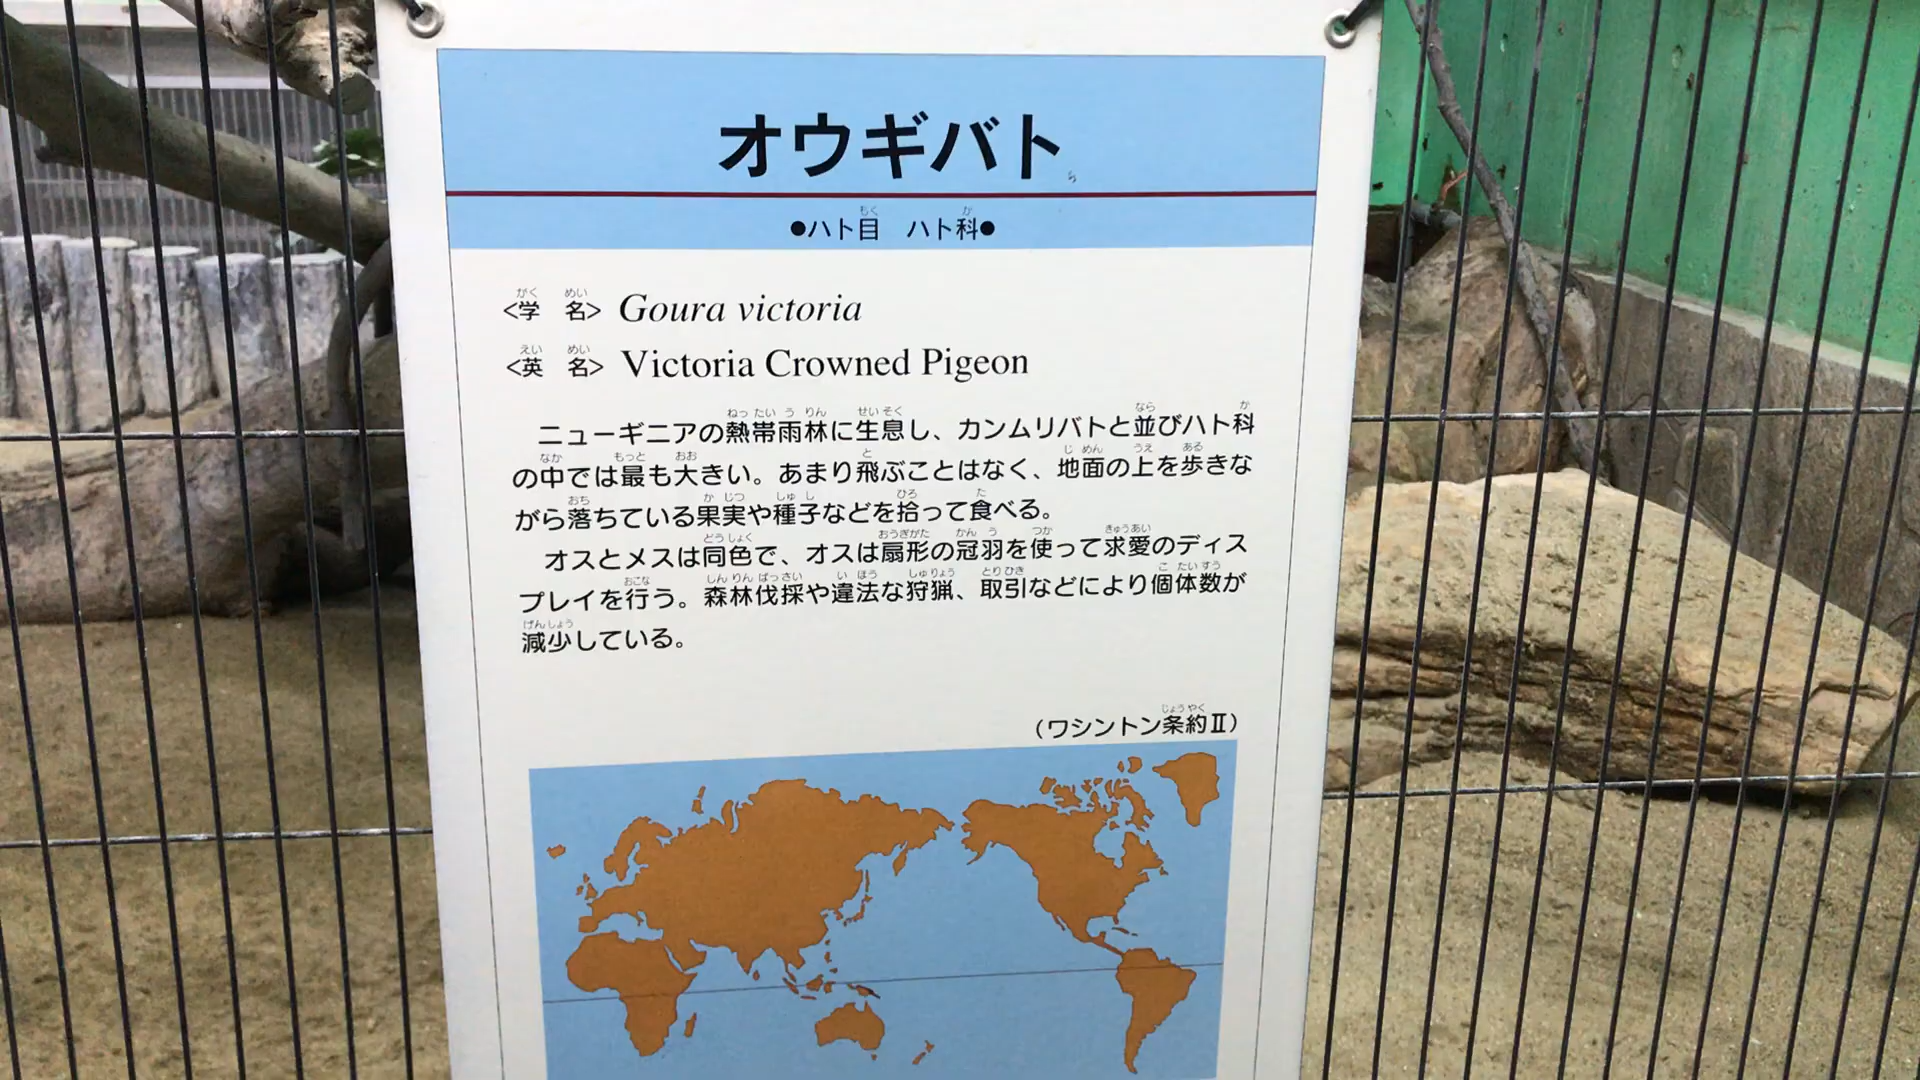 オウギバト
●ハト目 ハト科●
<学 名> Goura victoria
<英 名> Victoria Crowned Pigeon
ニューギニアの熱帯雨林に生息し、カンムリバトと並びハト科
の中では最も大きい。あまり飛ぶことはなく、地面の上を歩きな
がら落ちている果実や種子などを拾って食べる。
オスとメスは同色で、オスは扇形の冠羽を使って求愛のディス
プレイを行う。森林伐採や違法な狩猟、取引などにより個体数が
減少している。
(ワシントン条約Ⅱ)